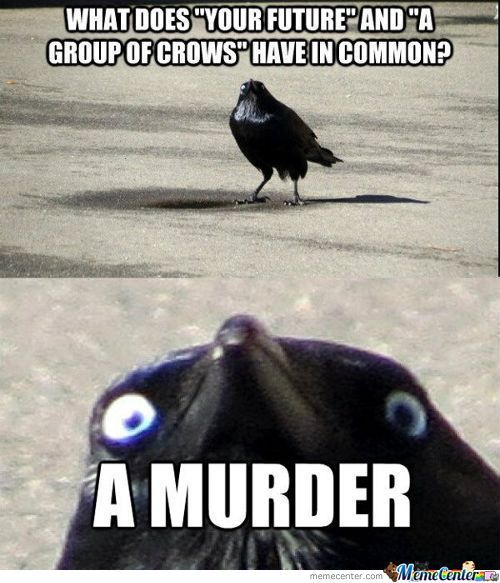 WHAT DOES "YOUR FUTURE" AND "A
GROUP OF CROWS" HAVE IN COMMON?
A MURDER
memecenter.com MemeCenter